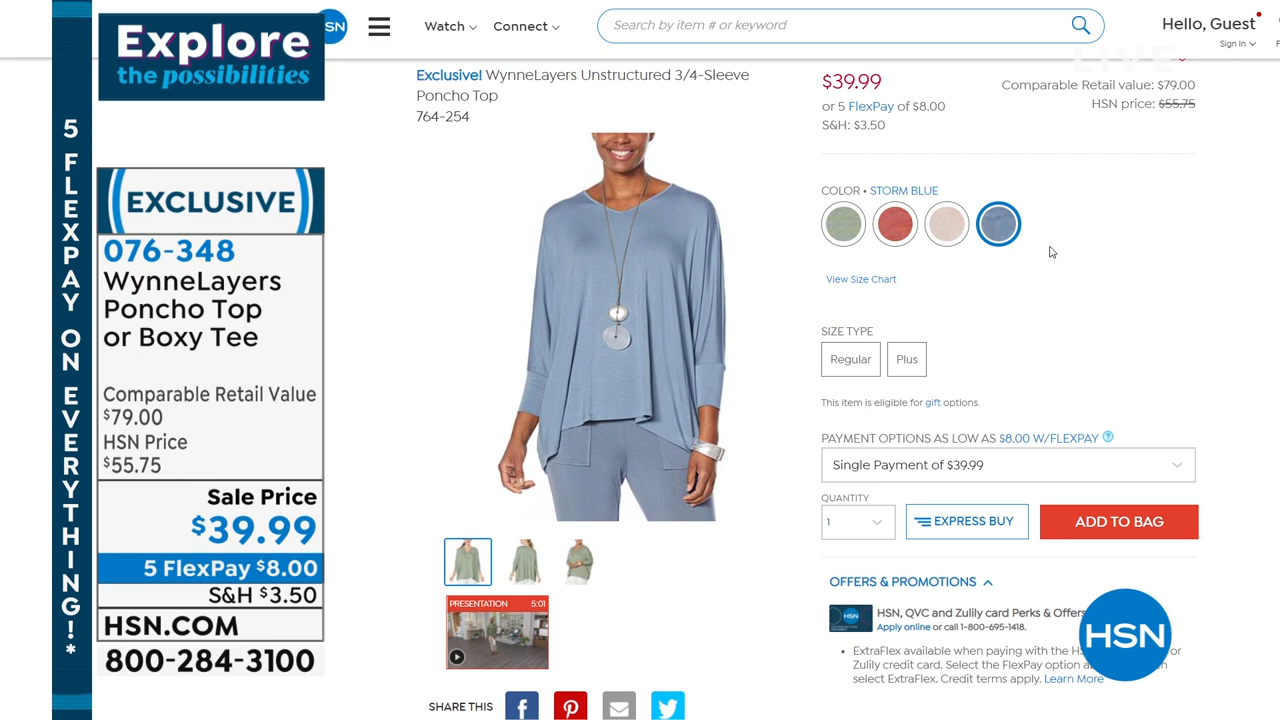 5 FLEXPAY ON EVERYTHING!*
Explore
the possibilities
EXCLUSIVE
076-348
WynneLayers
Poncho Top
or Boxy Tee
Comparable Retail Value
$79.00
HSN Price
$55.75
Sale Price
$39.99
5 FlexPay $8.00
S&H $3.50
HSN.COM
800-284-3100
SN
Watch
Connect
Search by item # or keyword
Hello, Guest
Sign In
LIVE
Exclusive! WynneLayers Unstructured 3/4-Sleeve
Poncho Top
764-254
PRESENTATION 5:01
SHARE THIS
$39.99
or 5 FlexPay of $8.00
S&H: $3.50
Comparable Retail value: $79.00
HSN price: $55.75
COLOR • STORM BLUE
View Size Chart
SIZE TYPE
Regular
Plus
This item is eligible for gift options.
PAYMENT OPTIONS AS LOW AS $8.00 W/FLEXPAY ?
Single Payment of $39.99
QUANTITY
1
EXPRESS BUY
ADD TO BAG
OFFERS & PROMOTIONS
HSN, QVC and Zulily card Perks & Offers
Apply online or call 1-800-695-1418.
• ExtraFlex available when paying with the or
Zulily credit card. Select the FlexPay option
select ExtraFlex. Credit terms apply. Learn More
HSN